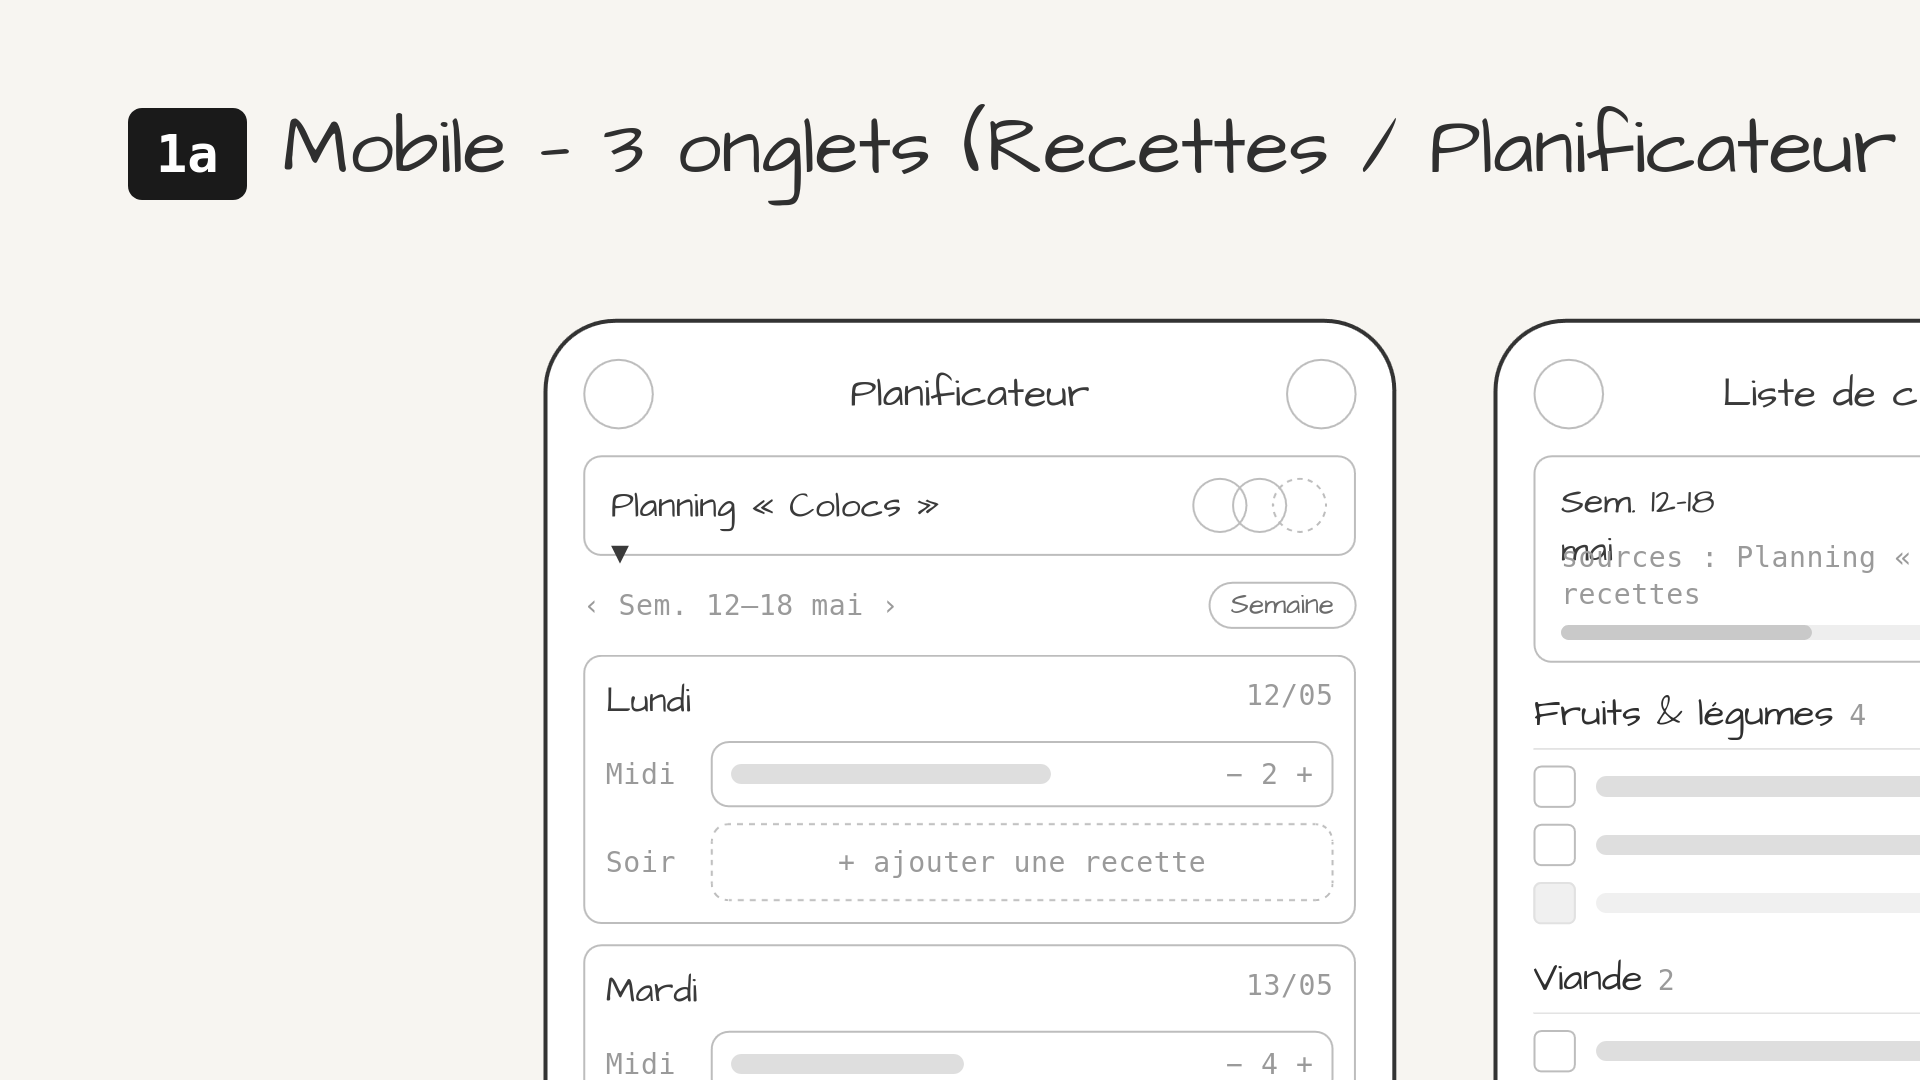 1a Mobile - 3 onglets (Recettes / Planificateur
Planificateur
Planning « Colocs »
▼
‹ Sem. 12–18 mai ›
Semaine
Lundi 12/05
Midi − 2 +
Soir + ajouter une recette
Mardi 13/05
Midi − 4 +
Liste de c
Sem. 12-18
mai
sources : Planning «
recettes
Fruits & légumes 4
Viande 2